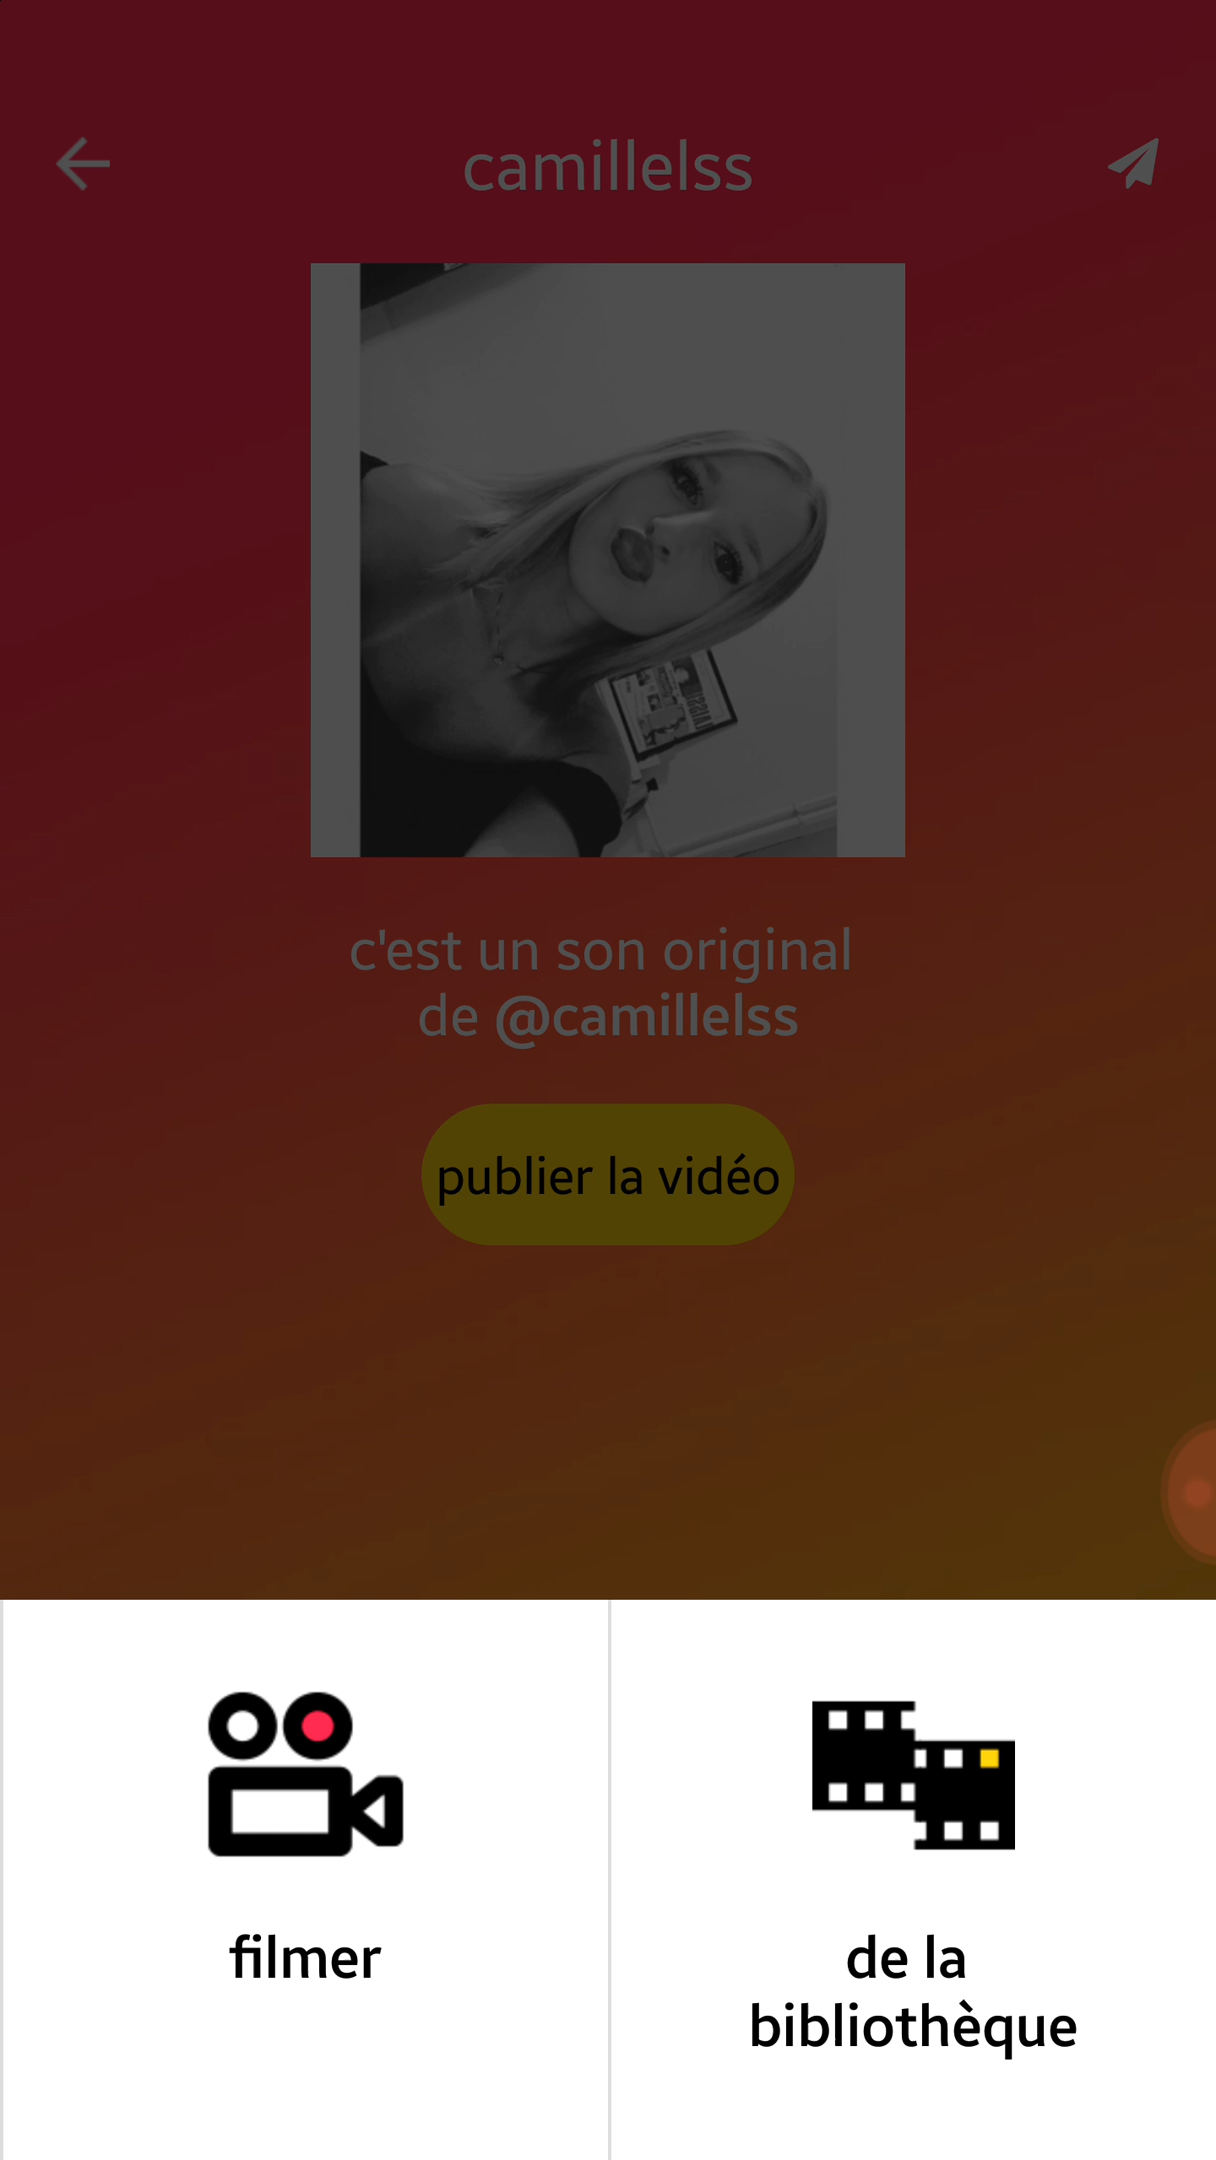 camillelss
c'est un son original
de @camillelss
publier la vidéo
filmer
de la
bibliothèque